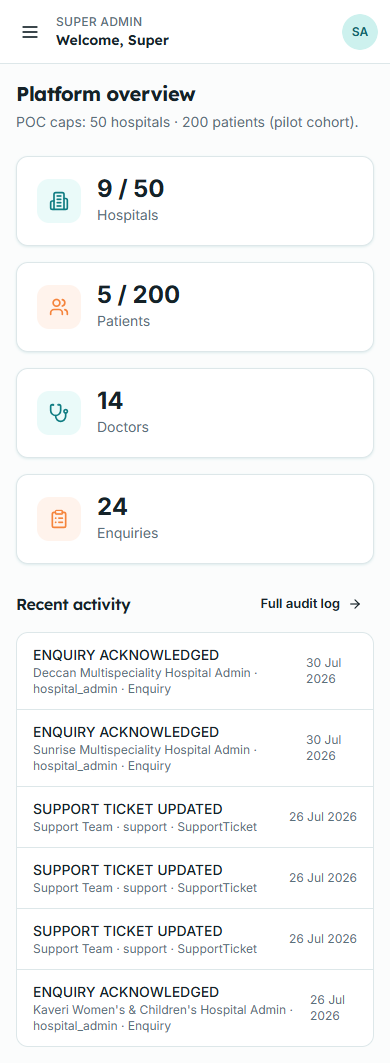 SUPER ADMIN
Welcome, Super
SA
Platform overview
POC caps: 50 hospitals · 200 patients (pilot cohort).
9 / 50
Hospitals
5 / 200
Patients
14
Doctors
24
Enquiries
Recent activity
Full audit log →
ENQUIRY ACKNOWLEDGED
Deccan Multispeciality Hospital Admin ·
hospital_admin · Enquiry
30 Jul
2026
ENQUIRY ACKNOWLEDGED
Sunrise Multispeciality Hospital Admin ·
hospital_admin · Enquiry
30 Jul
2026
SUPPORT TICKET UPDATED
Support Team · support · SupportTicket
26 Jul 2026
SUPPORT TICKET UPDATED
Support Team · support · SupportTicket
26 Jul 2026
SUPPORT TICKET UPDATED
Support Team · support · SupportTicket
26 Jul 2026
ENQUIRY ACKNOWLEDGED
Kaveri Women's & Children's Hospital Admin ·
hospital_admin · Enquiry
26 Jul
2026